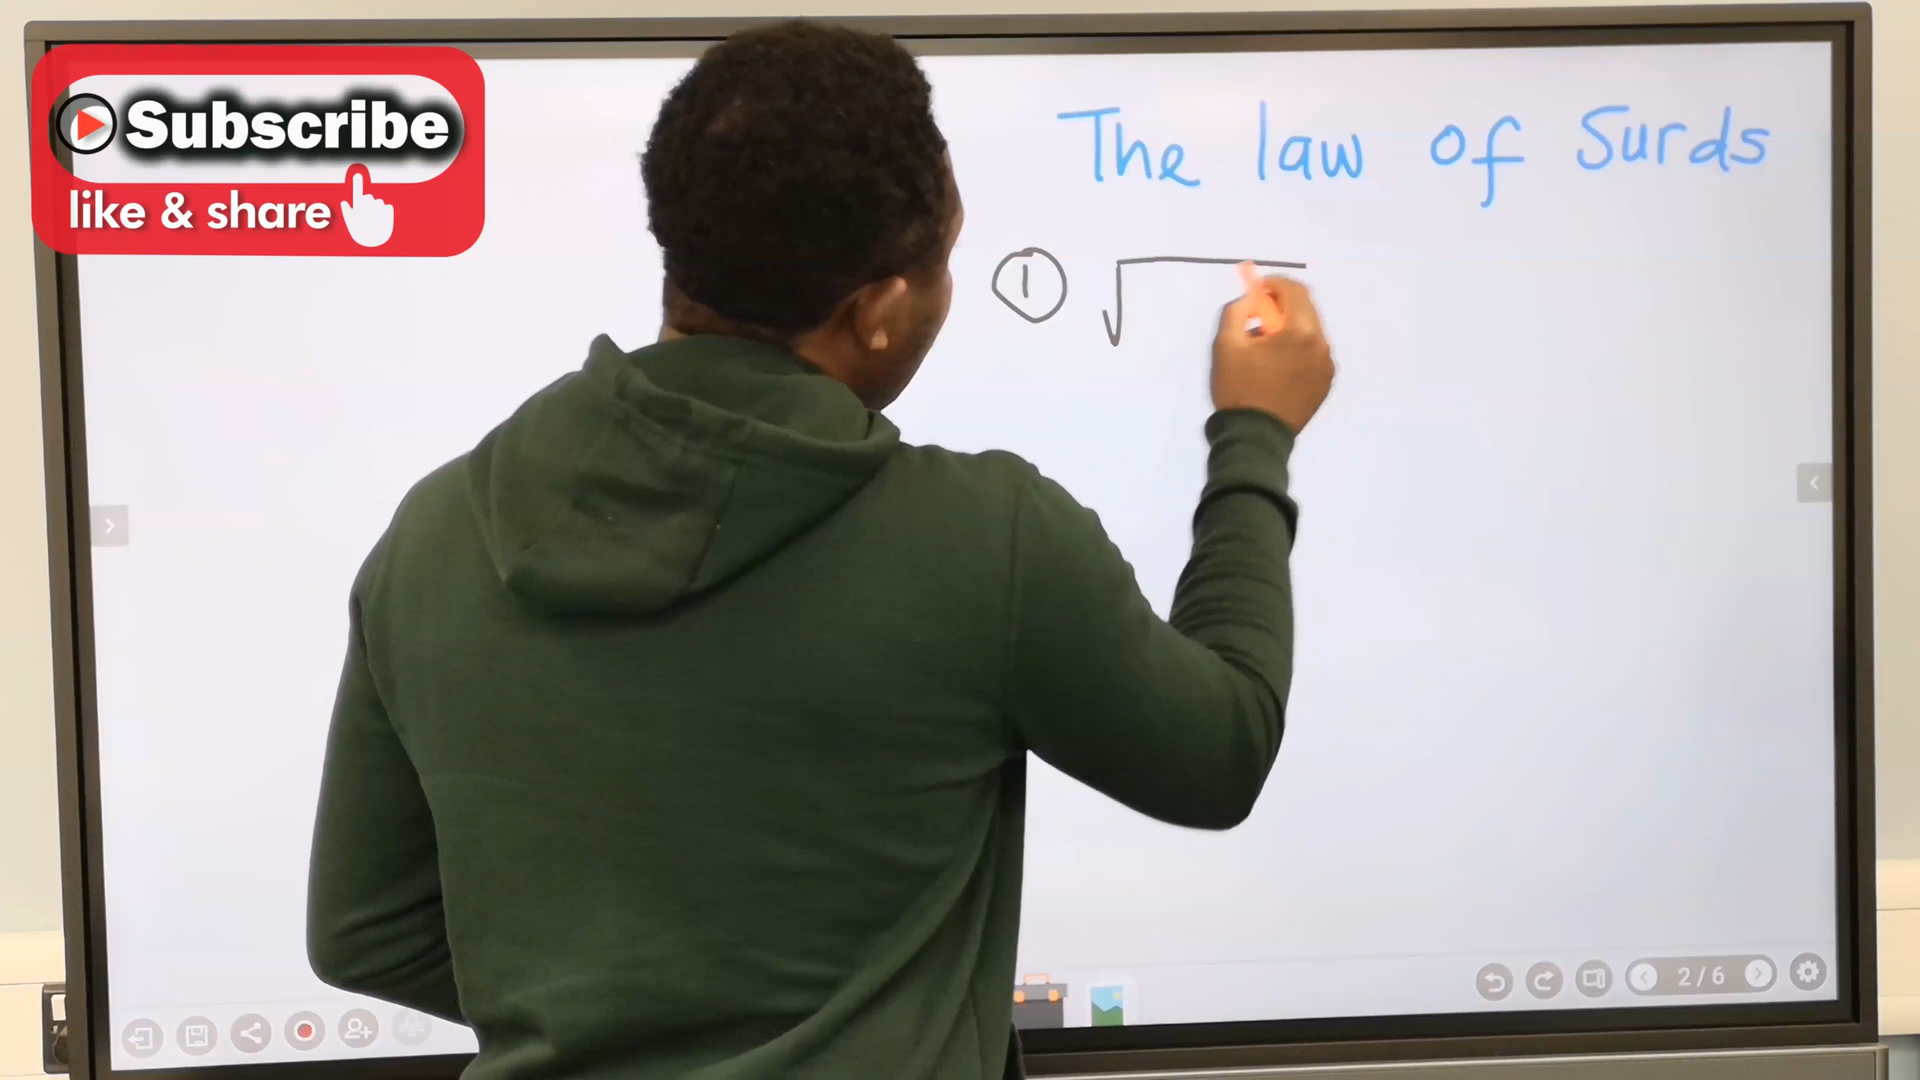 Subscribe
like & share
The law of Surds
① √
2/6